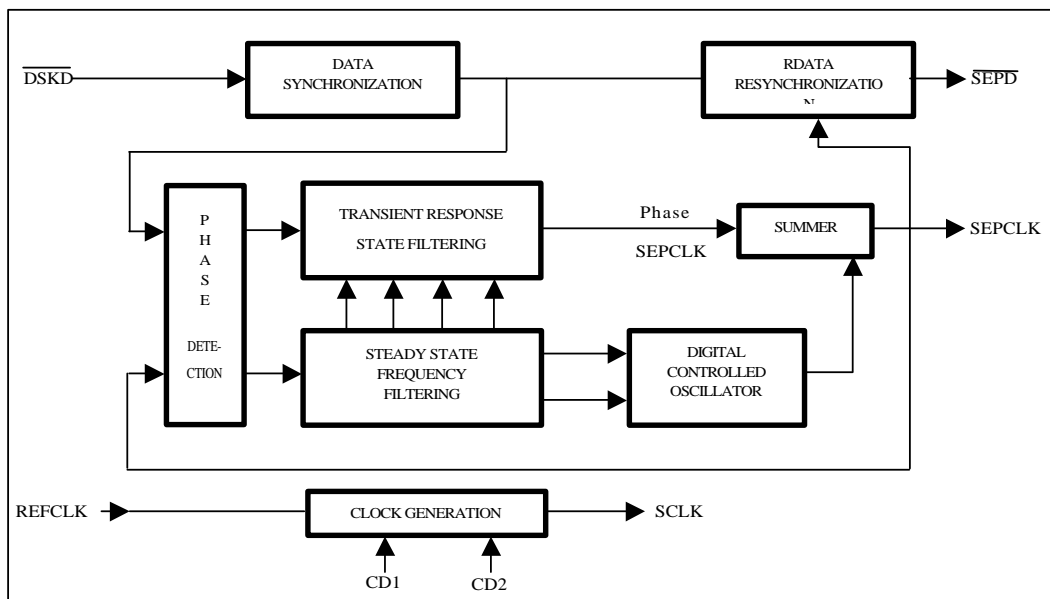 DSKD
DATA
SYNCHRONIZATION
RDATA
RESYNCHRONIZATIO
N
SEPD
P
H
A
S
E
DETE-
CTION
TRANSIENT RESPONSE
STATE FILTERING
Phase
SEPCLK
SUMMER
SEPCLK
STEADY STATE
FREQUENCY
FILTERING
DIGITAL
CONTROLLED
OSCILLATOR
REFCLK
CLOCK GENERATION
SCLK
CD1
CD2